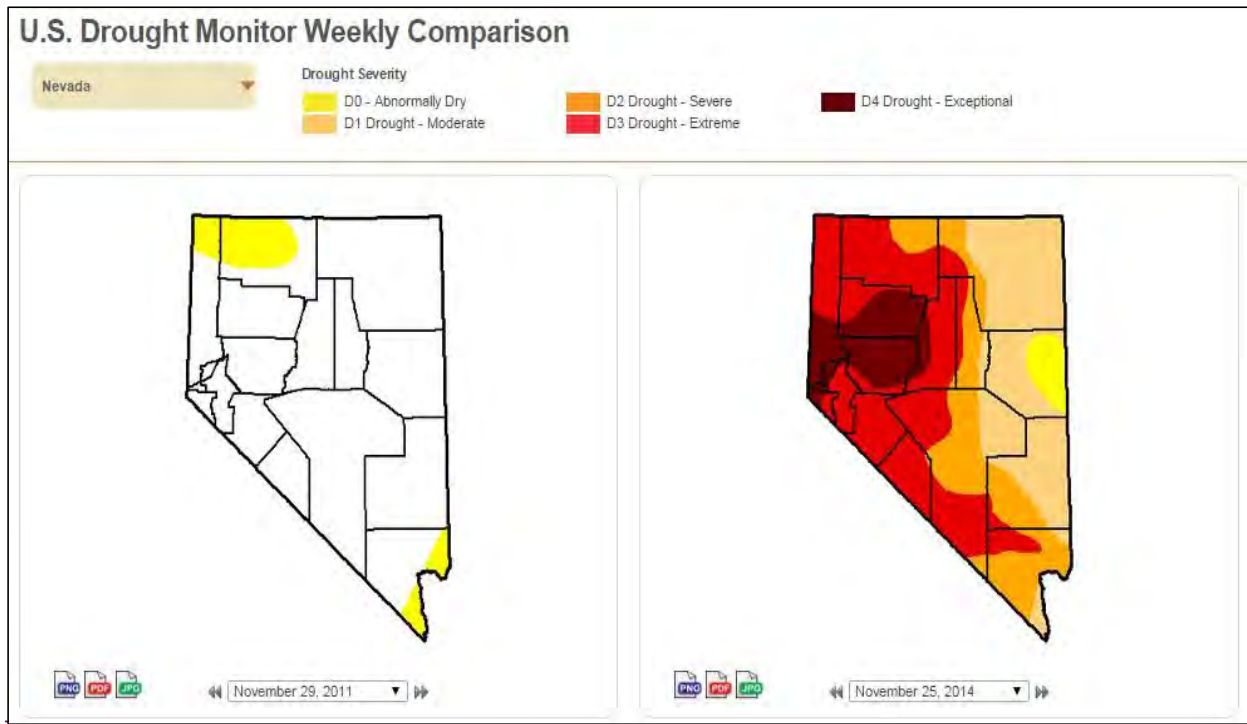 U.S. Drought Monitor Weekly Comparison
Nevada
Drought Severity
D0 - Abnormally Dry
D1 Drought - Moderate
D2 Drought - Severe
D3 Drought - Extreme
D4 Drought - Exceptional
PNG PDF JPG
November 29, 2011
PNG PDF JPG
November 25, 2014